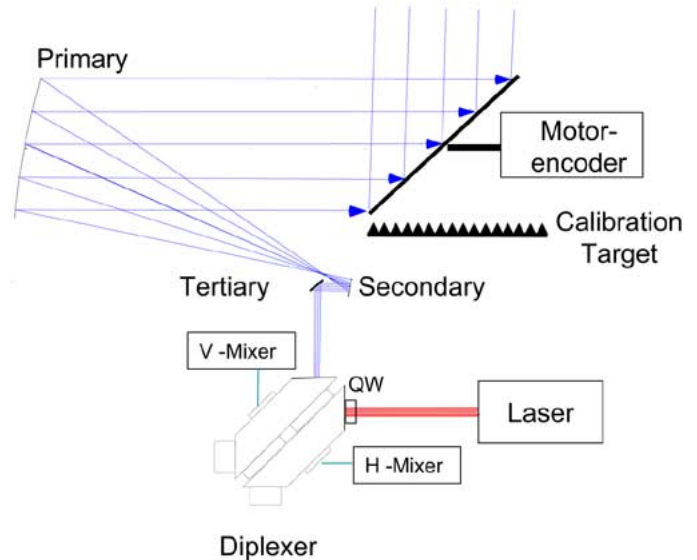 Primary
Motor-
encoder
Calibration
Target
Tertiary
Secondary
V -Mixer
QW
Laser
H -Mixer
Diplexer